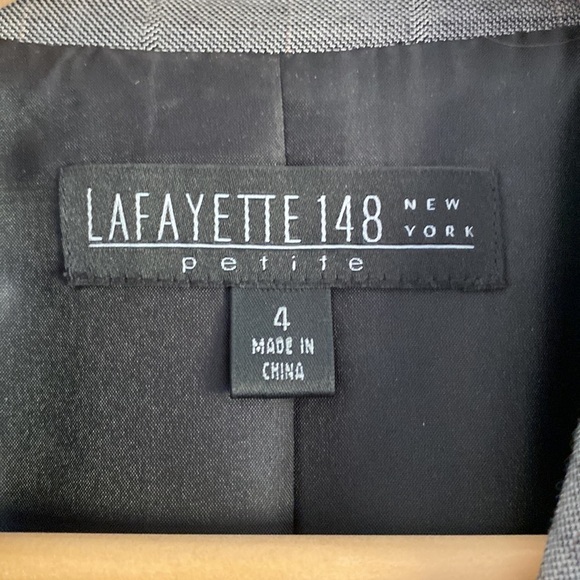 LAFAYETTE 148 NEW YORK
petite
4
MADE IN
CHINA